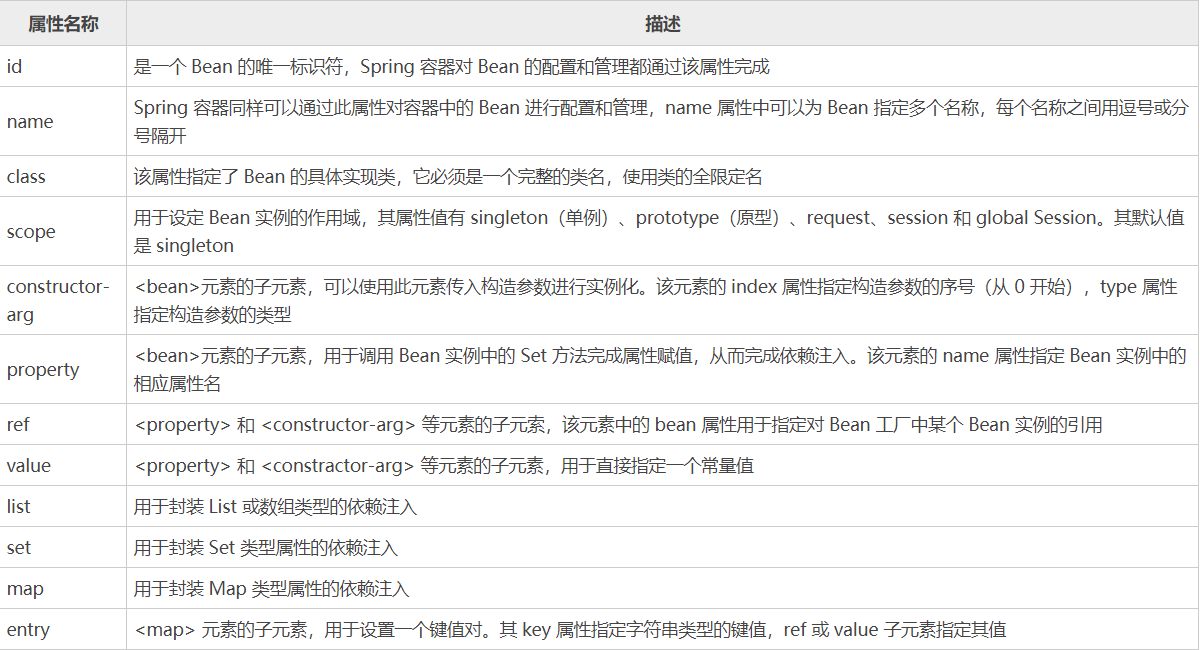 属性名称 描述
id 是一个 Bean 的唯一标识符，Spring 容器对 Bean 的配置和管理都通过该属性完成
name Spring 容器同样可以通过此属性对容器中的 Bean 进行配置和管理，name 属性中可以为 Bean 指定多个名称，每个名称之间用逗号或分
号隔开
class 该属性指定了 Bean 的具体实现类，它必须是一个完整的类名，使用类的全限定名
scope 用于设定 Bean 实例的作用域，其属性值有 singleton（单例）、prototype（原型）、request、session 和 global Session。其默认值
是 singleton
constructor- <bean>元素的子元素，可以使用此元素传入构造参数进行实例化。该元素的 index 属性指定构造参数的序号（从 0 开始），type 属性
arg 指定构造参数的类型
property <bean>元素的子元素，用于调用 Bean 实例中的 Set 方法完成属性赋值，从而完成依赖注入。该元素的 name 属性指定 Bean 实例中的
相应属性名
ref <property> 和 <constructor-arg> 等元素的子元索，该元素中的 bean 属性用于指定对 Bean 工厂中某个 Bean 实例的引用
value <property> 和 <constractor-arg> 等元素的子元素，用于直接指定一个常量值
list 用于封装 List 或数组类型的依赖注入
set 用于封装 Set 类型属性的依赖注入
map 用于封装 Map 类型属性的依赖注入
entry <map> 元素的子元素，用于设置一个键值对。其 key 属性指定字符串类型的键值，ref 或 value 子元素指定其值